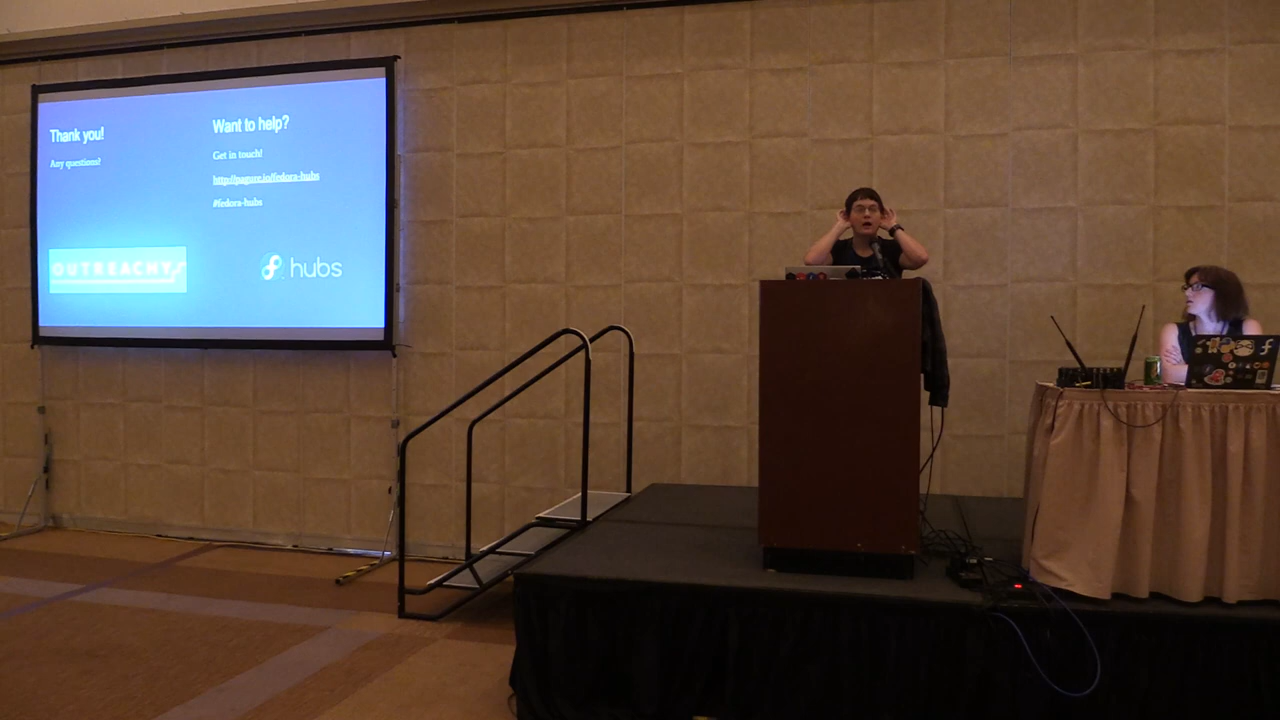 Thank you!
Any questions?
Want to help?
Get in touch!
http://pagure.io/fedora-hubs
#fedora-hubs
OUTREACHY
hubs